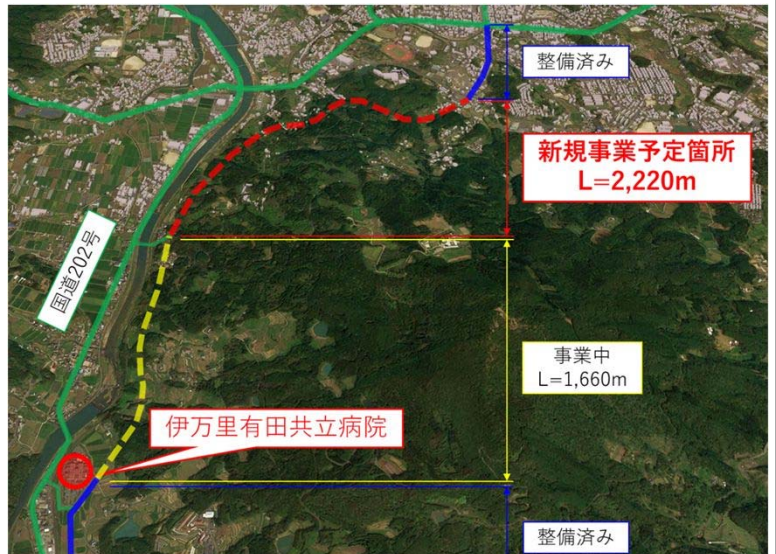 整備済み
新規事業予定箇所
L=2,220m
国道202号
事業中
L=1,660m
伊万里有田共立病院
整備済み